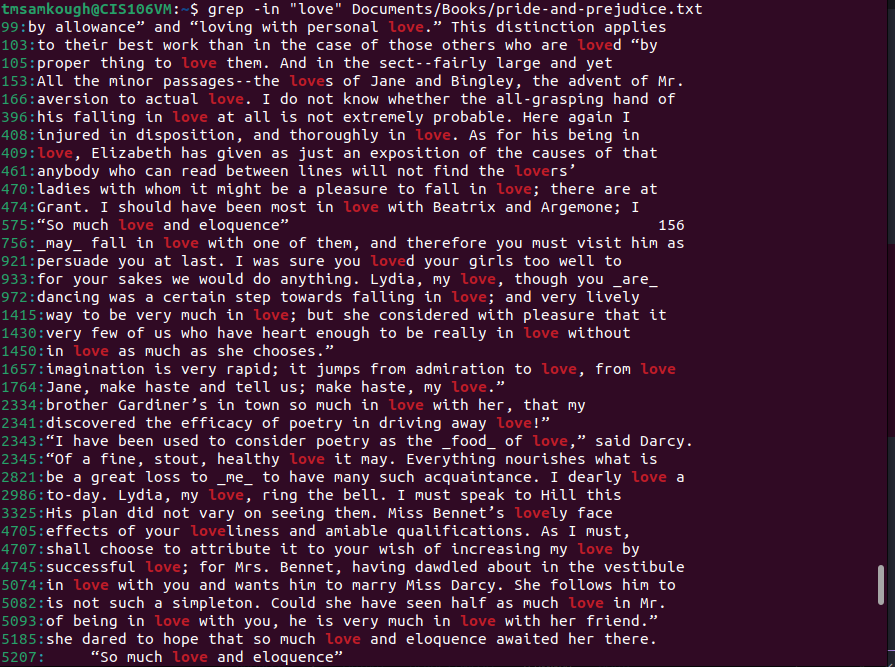 tmsamkough@CIS106VM:~$ grep -in "love" Documents/Books/pride-and-prejudice.txt
99:by allowance” and “loving with personal love.” This distinction applies
103:to their best work than in the case of those others who are loved “by
105:proper thing to love them. And in the sect--fairly large and yet
153:All the minor passages--the loves of Jane and Bingley, the advent of Mr.
166:aversion to actual love. I do not know whether the all-grasping hand of
396:his falling in love at all is not extremely probable. Here again I
408:injured in disposition, and thoroughly in love. As for his being in
409:love, Elizabeth has given as just an exposition of the causes of that
461:anybody who can read between lines will not find the lovers’
470:ladies with whom it might be a pleasure to fall in love; there are at
474:Grant. I should have been most in love with Beatrix and Argemone; I
575:“So much love and eloquence” 156
756:_may_ fall in love with one of them, and therefore you must visit him as
921:persuade you at last. I was sure you loved your girls too well to
933:for your sakes we would do anything. Lydia, my love, though you _are_
972:dancing was a certain step towards falling in love; and very lively
1415:way to be very much in love; but she considered with pleasure that it
1430:very few of us who have heart enough to be really in love without
1450:in love as much as she chooses.”
1657:imagination is very rapid; it jumps from admiration to love, from love
1764:Jane, make haste and tell us; make haste, my love.”
2334:brother Gardiner’s in town so much in love with her, that my
2341:discovered the efficacy of poetry in driving away love!”
2343:“I have been used to consider poetry as the _food_ of love,” said Darcy.
2345:“Of a fine, stout, healthy love it may. Everything nourishes what is
2821:be a great loss to _me_ to have many such acquaintance. I dearly love a
2986:to-day. Lydia, my love, ring the bell. I must speak to Hill this
3325:His plan did not vary on seeing them. Miss Bennet’s lovely face
4705:effects of your loveliness and amiable qualifications. As I must,
4707:shall choose to attribute it to your wish of increasing my love by
4745:successful love; for Mrs. Bennet, having dawdled about in the vestibule
5074:in love with you and wants him to marry Miss Darcy. She follows him to
5082:is not such a simpleton. Could she have seen half as much love in Mr.
5093:of being in love with you, he is very much in love with her friend.”
5185:she dared to hope that so much love and eloquence awaited her there.
5207: “So much love and eloquence”